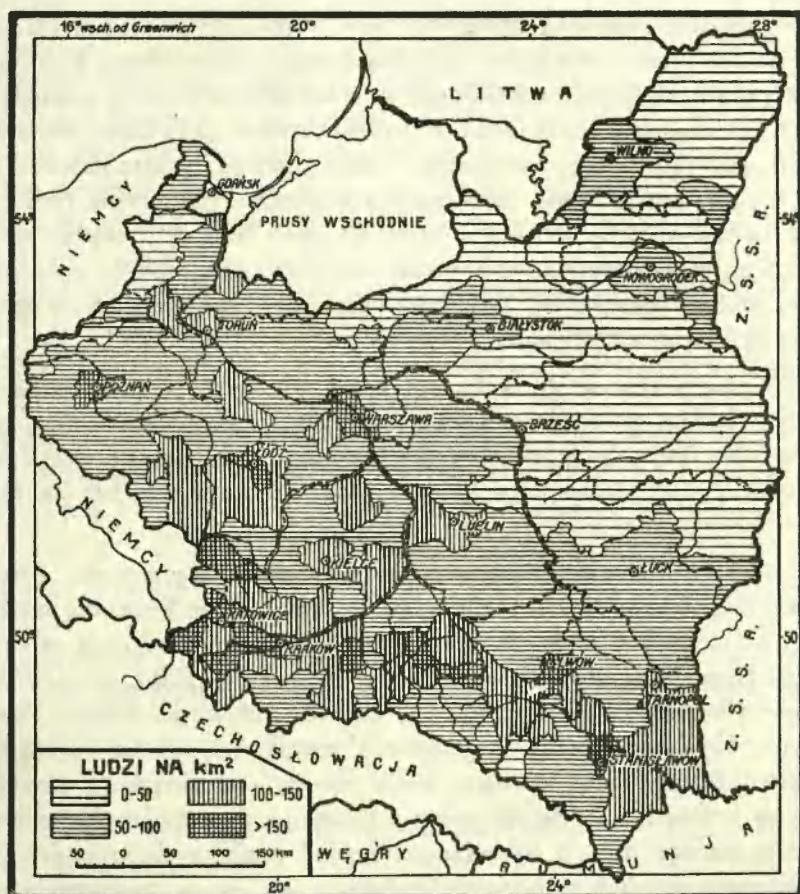 16° wsch. od Greenwich 20° 24° 28°
LITWA
WILNO
GDAŃSK
NIEMCY
54° PRUSY WSCHODNIE 54°
NOWOGRÓDEK
Z. S. S. R.
TORUŃ
BIAŁYSTOK
POZNAŃ
WARSZAWA
BRZEŚĆ
ŁÓDŹ
NIEMCY
LUBLIN
KIELCE
ŁUCK
KATOWICE
50° 50
KRAKÓW
LWÓW
TARNOPOL
Z. S. S. R.
CZECHOSŁOWACJA
STANISŁAWÓW
LUDZI NA km²
0-50 100-150
50-100 >150
50 0 50 100 150 km
WĘGRY
RUMUNJA
20° 24°